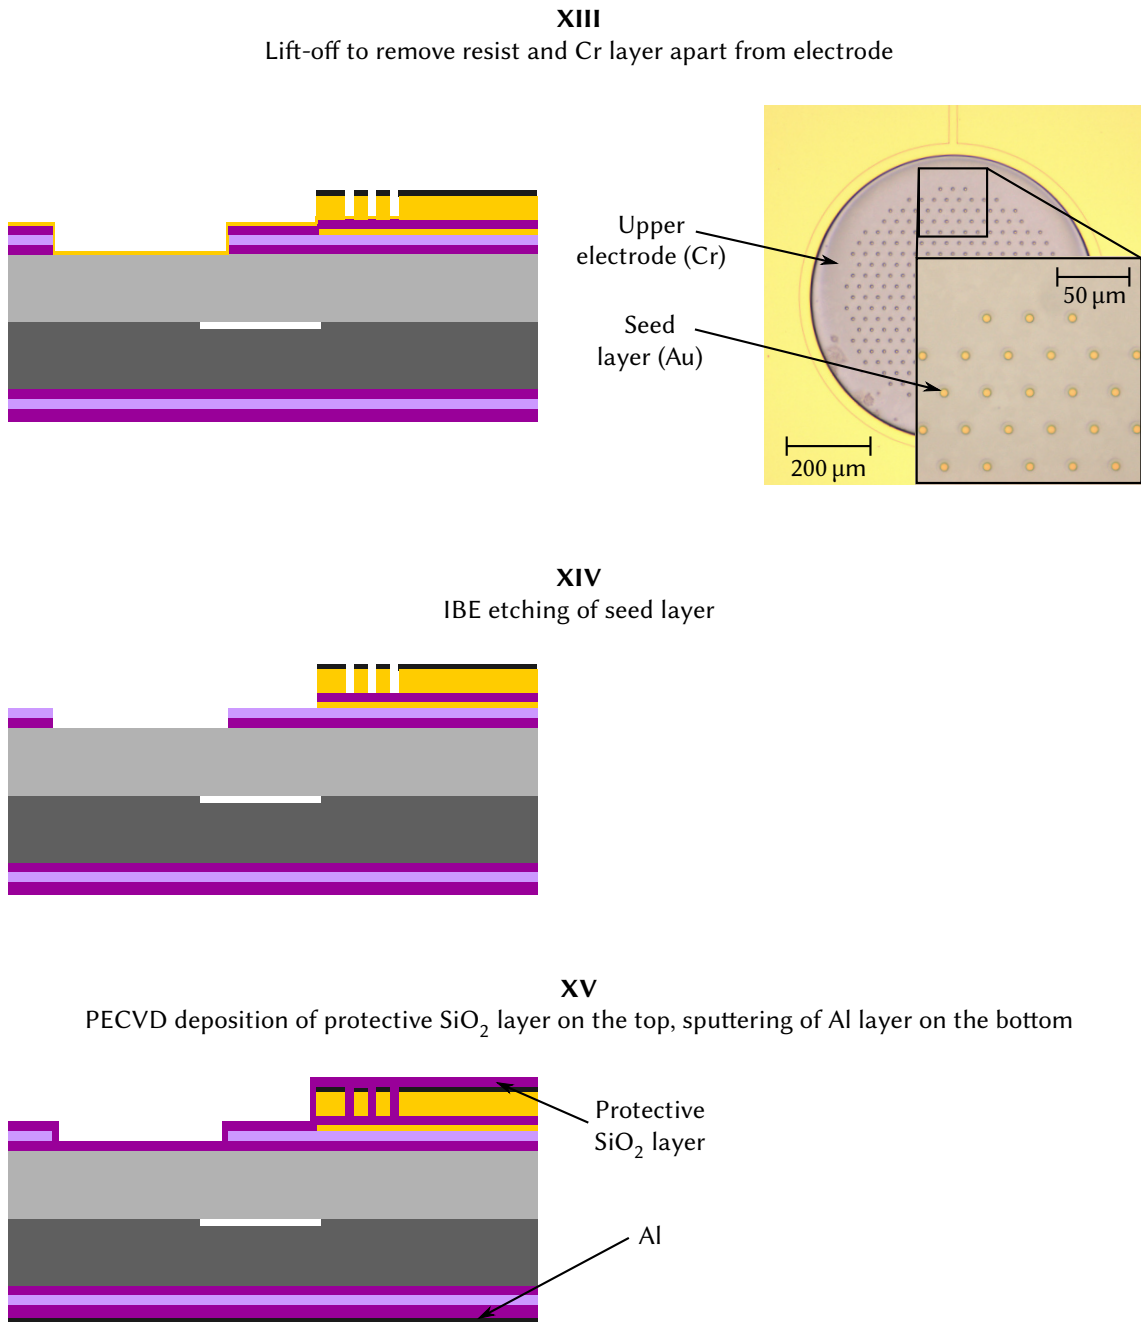 XIII
Lift-off to remove resist and Cr layer apart from electrode
Upper
electrode (Cr)
Seed
layer (Au)
50 µm
200 µm
XIV
IBE etching of seed layer
XV
PECVD deposition of protective SiO₂ layer on the top, sputtering of Al layer on the bottom
Protective
SiO₂ layer
Al